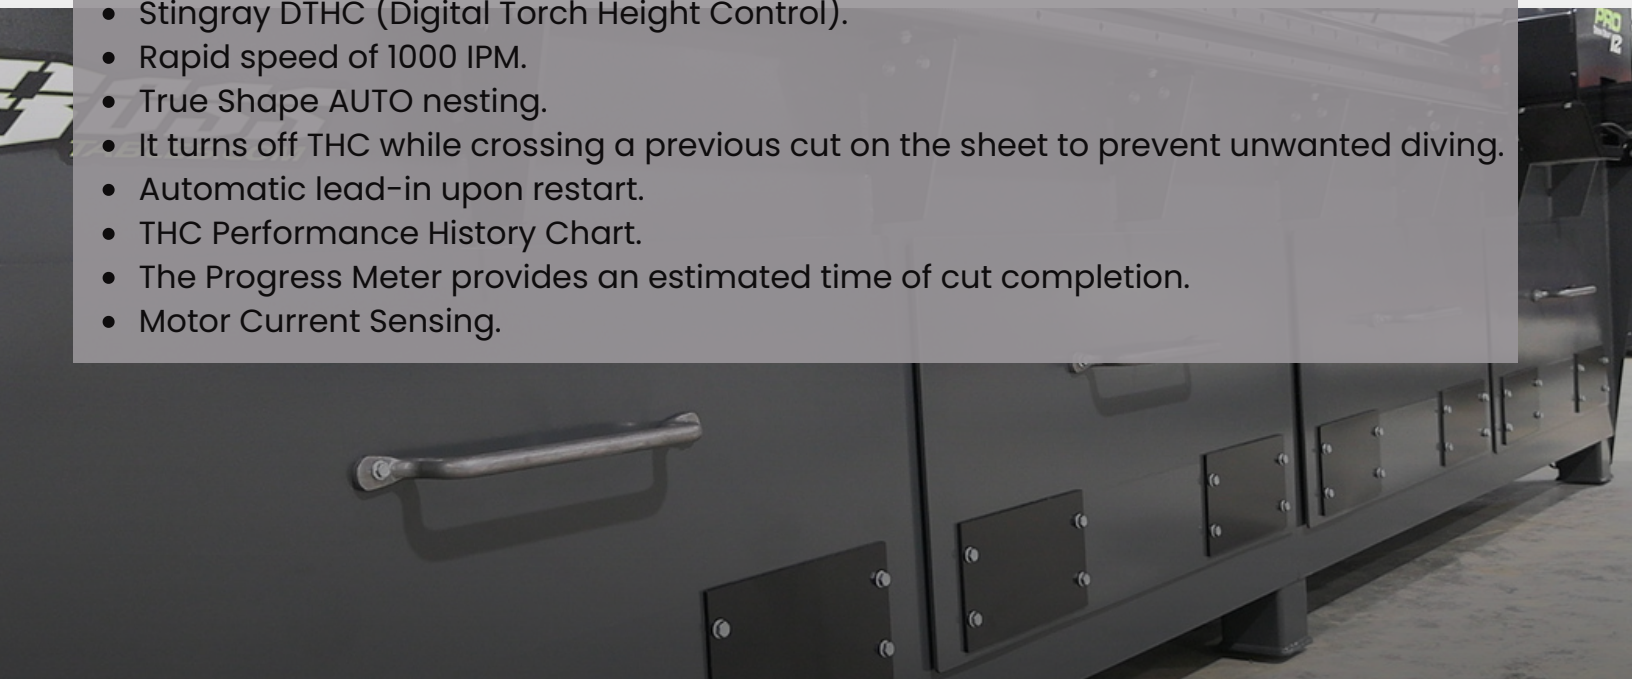 Stingray DTHC (Digital Torch Height Control).
Rapid speed of 1000 IPM.
True Shape AUTO nesting.
It turns off THC while crossing a previous cut on the sheet to prevent unwanted diving.
Automatic lead-in upon restart.
THC Performance History Chart.
The Progress Meter provides an estimated time of cut completion.
Motor Current Sensing.
PRO
12